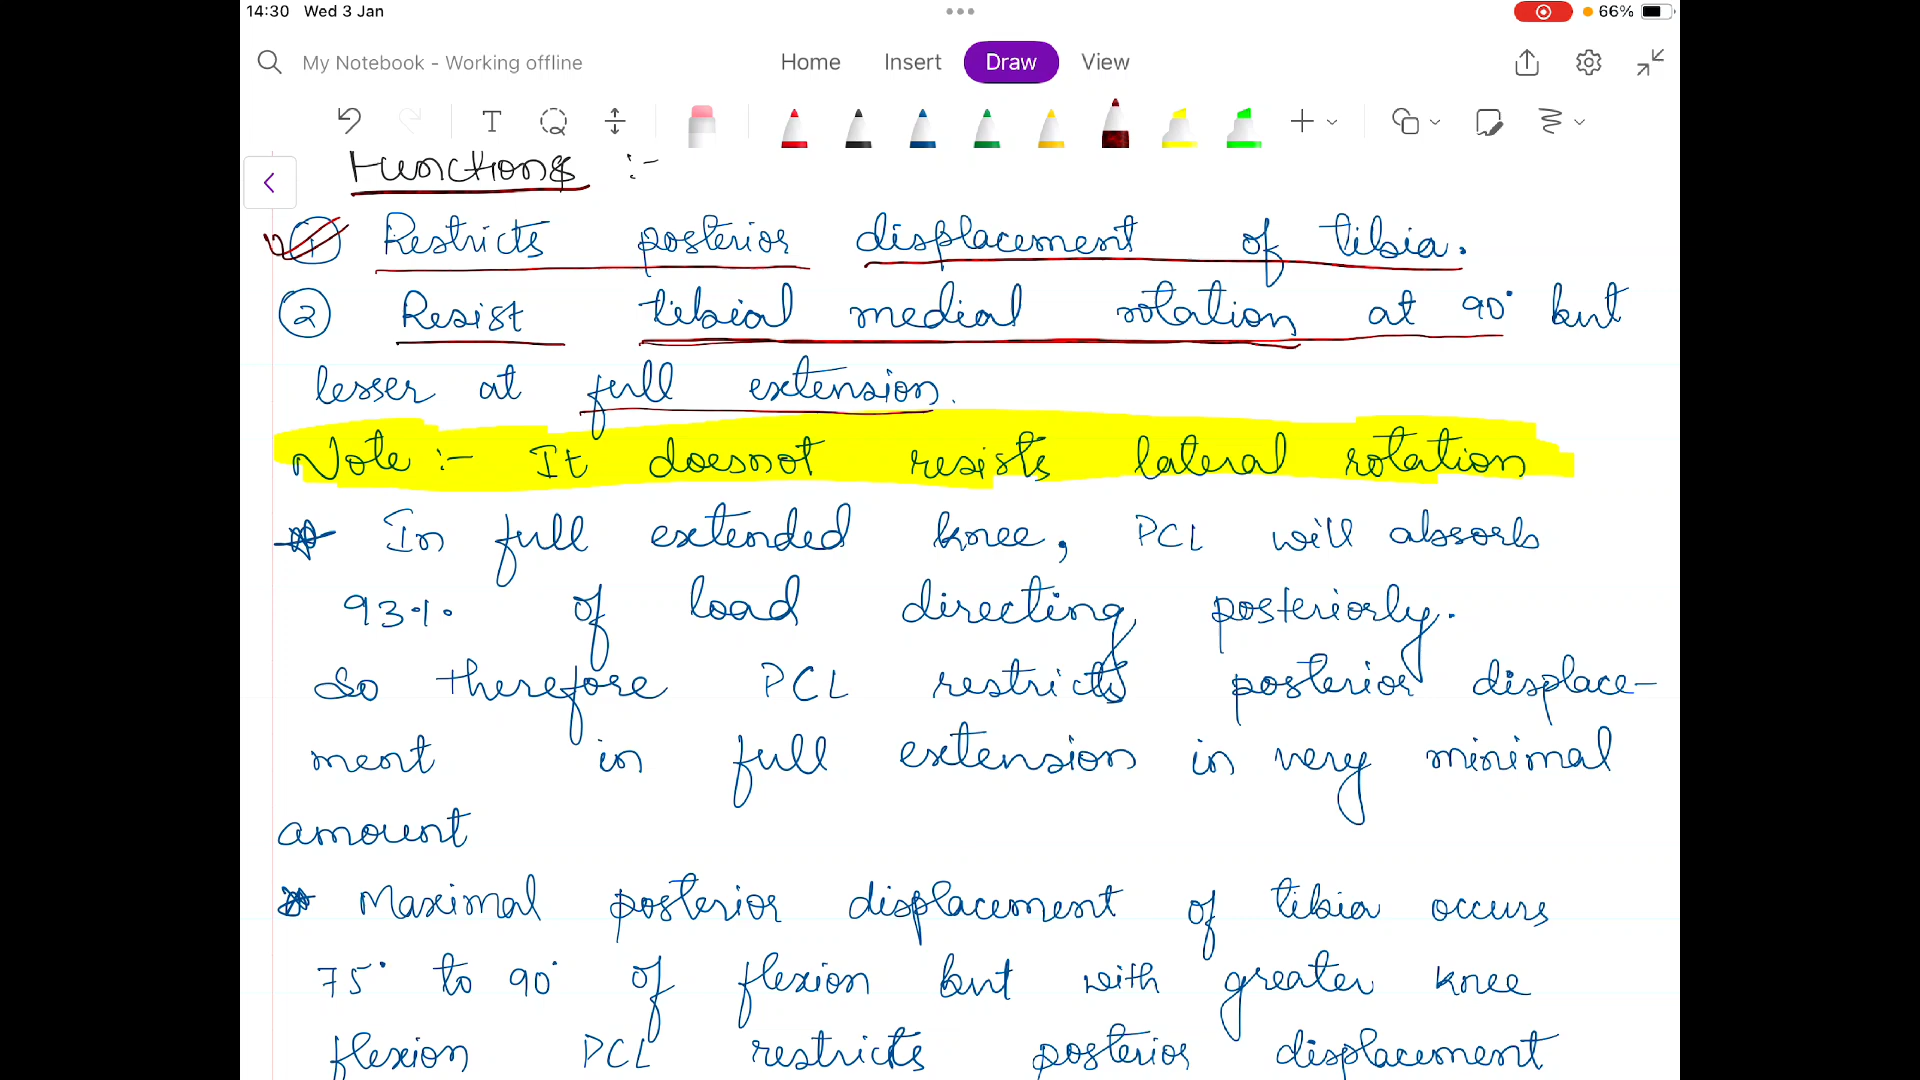 14:30 Wed 3 Jan
66%
My Notebook - Working offline
Home Insert Draw View
T
Functions :-
① Restricts posterior displacement of tibia.
② Resist tibial medial rotation at 90° but
lesser at full extension.
Note :- It doesnot resists lateral rotation
* In full extended knee, PCL will absorb
93% of load directing posteriorly.
So therefore PCL restricts posterior displace-
ment in full extension in very minimal
amount
* Maximal posterior displacement of tibia occurs
75° to 90° of flexion but with greater knee
flexion PCL restricts posterior displacement